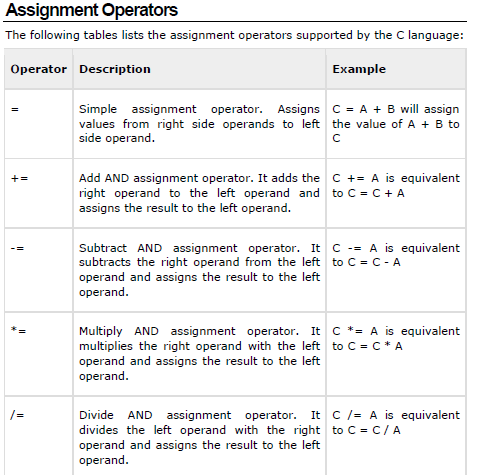 Assignment Operators
The following tables lists the assignment operators supported by the C language:
Operator Description Example
= Simple assignment operator. Assigns C = A + B will assign
values from right side operands to left the value of A + B to
side operand. C
+= Add AND assignment operator. It adds the C += A is equivalent
right operand to the left operand and to C = C + A
assigns the result to the left operand.
-= Subtract AND assignment operator. It C -= A is equivalent
subtracts the right operand from the left to C = C - A
operand and assigns the result to the left
operand.
*= Multiply AND assignment operator. It C *= A is equivalent
multiplies the right operand with the left to C = C * A
operand and assigns the result to the left
operand.
/= Divide AND assignment operator. It C /= A is equivalent
divides the left operand with the right to C = C / A
operand and assigns the result to the left
operand.